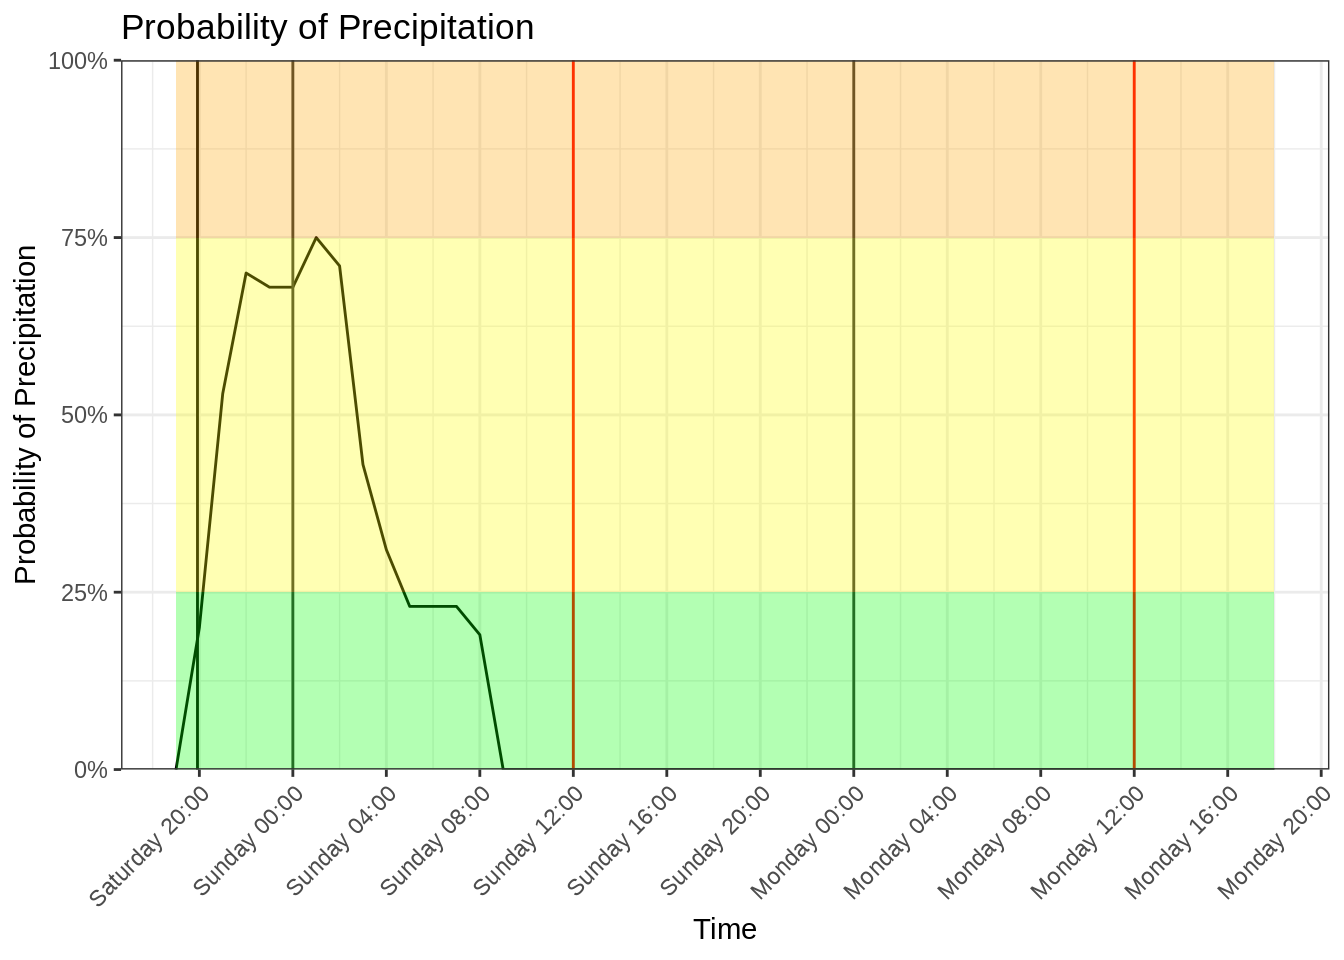 Probability of Precipitation
Probability of Precipitation
100%
75%
50%
25%
0%
Saturday 20:00
Sunday 00:00
Sunday 04:00
Sunday 08:00
Sunday 12:00
Sunday 16:00
Sunday 20:00
Monday 00:00
Monday 04:00
Monday 08:00
Monday 12:00
Monday 16:00
Monday 20:00
Time